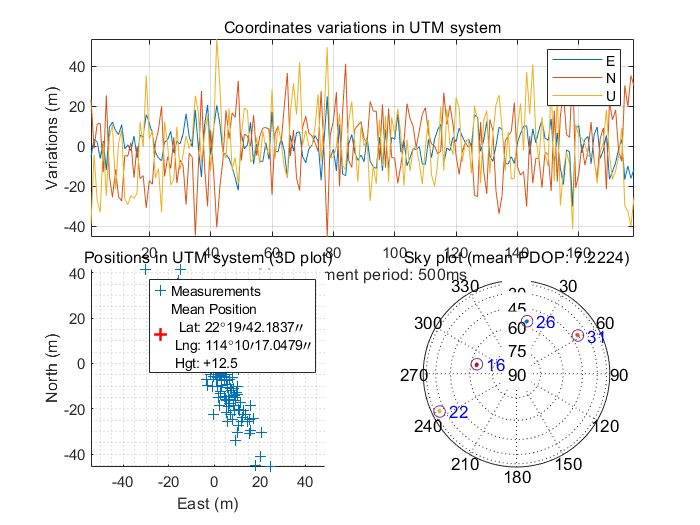 Coordinates variations in UTM system
Variations (m)
40
20
0
-20
-40
E
N
U
20 40 60 80 100 120 140 160
ment period: 500ms
Positions in UTM system (3D plot)
North (m)
40
20
0
-20
-40
Measurements
Mean Position
Lat: 22°19′42.1837″
Lng: 114°10′17.0479″
Hgt: +12.5
-40 -20 0 20 40
East (m)
Sky plot (mean PDOP: 7.2224)
330 30
300 60
270 90
240 120
210 150
180
45
60
75
90
26
31
16
22